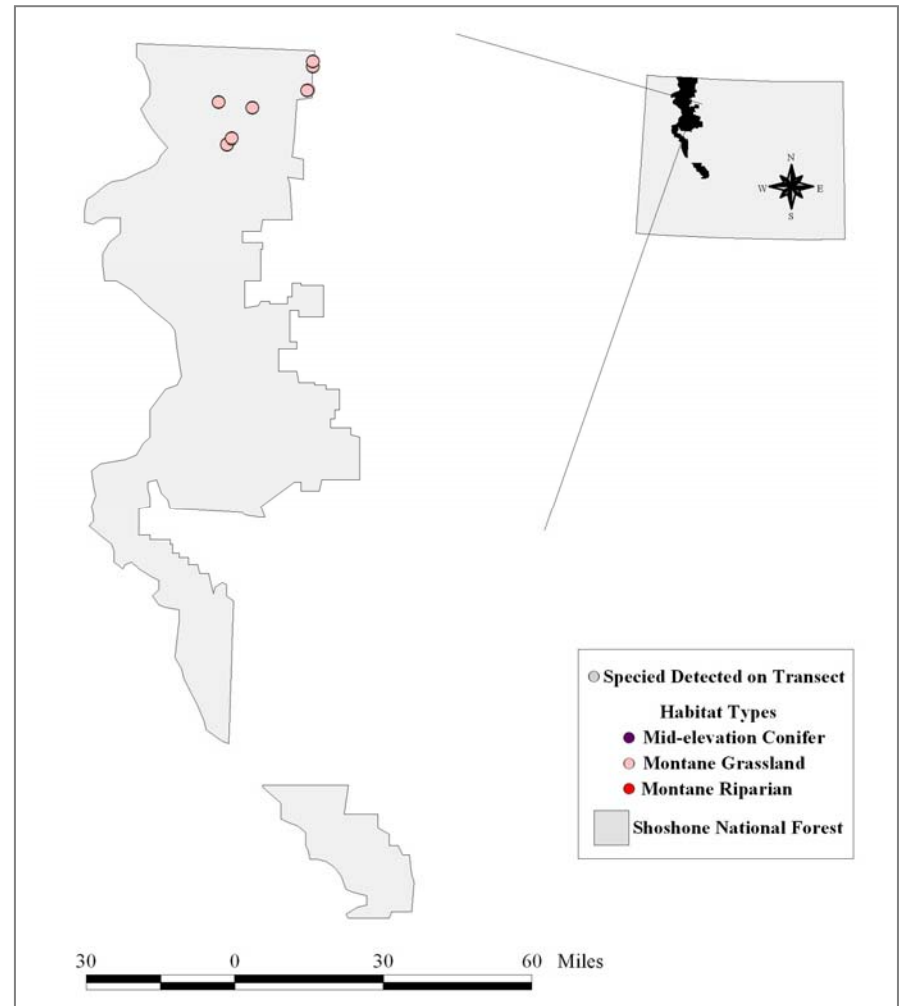 N
W E
S
Specied Detected on Transect
Habitat Types
Mid-elevation Conifer
Montane Grassland
Montane Riparian
Shoshone National Forest
30 0 30 60 Miles